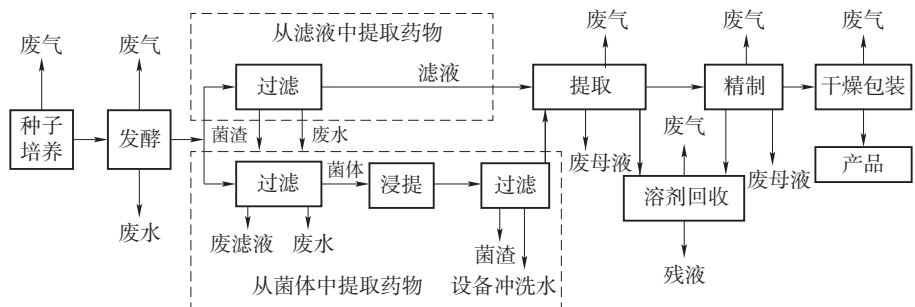 废气
废气
从滤液中提取药物
废气
废气
废气
种子
培养
发酵
过滤
滤液
提取
精制
干燥包装
菌渣
废水
废气
过滤
菌体
浸提
过滤
废母液
溶剂回收
废母液
产品
废水
废滤液
废水
菌渣
设备冲洗水
残液
从菌体中提取药物